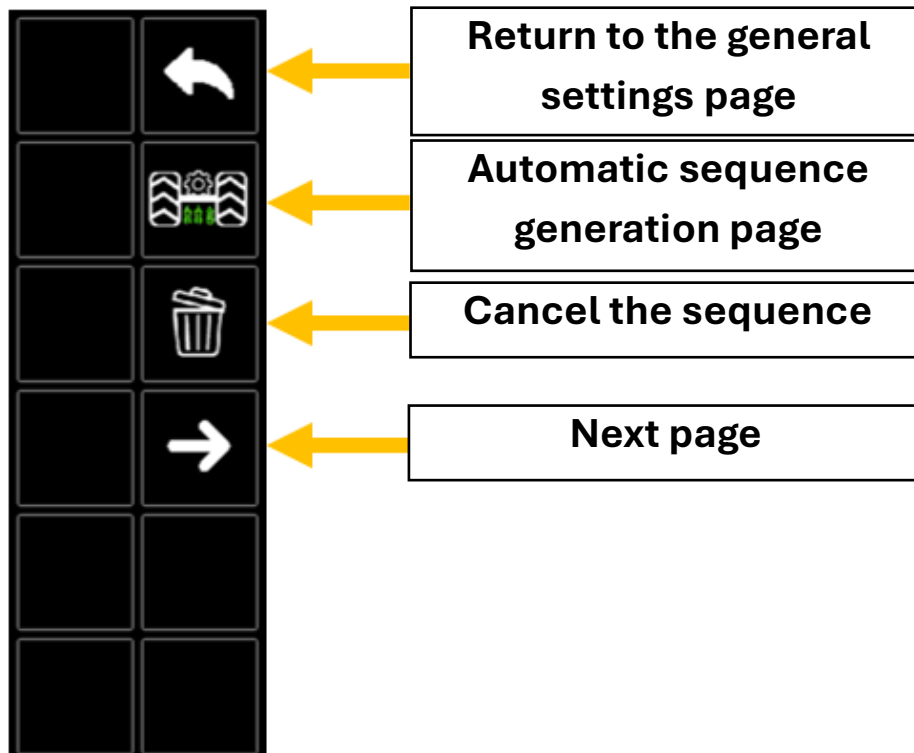 Return to the general
settings page
Automatic sequence
generation page
Cancel the sequence
Next page